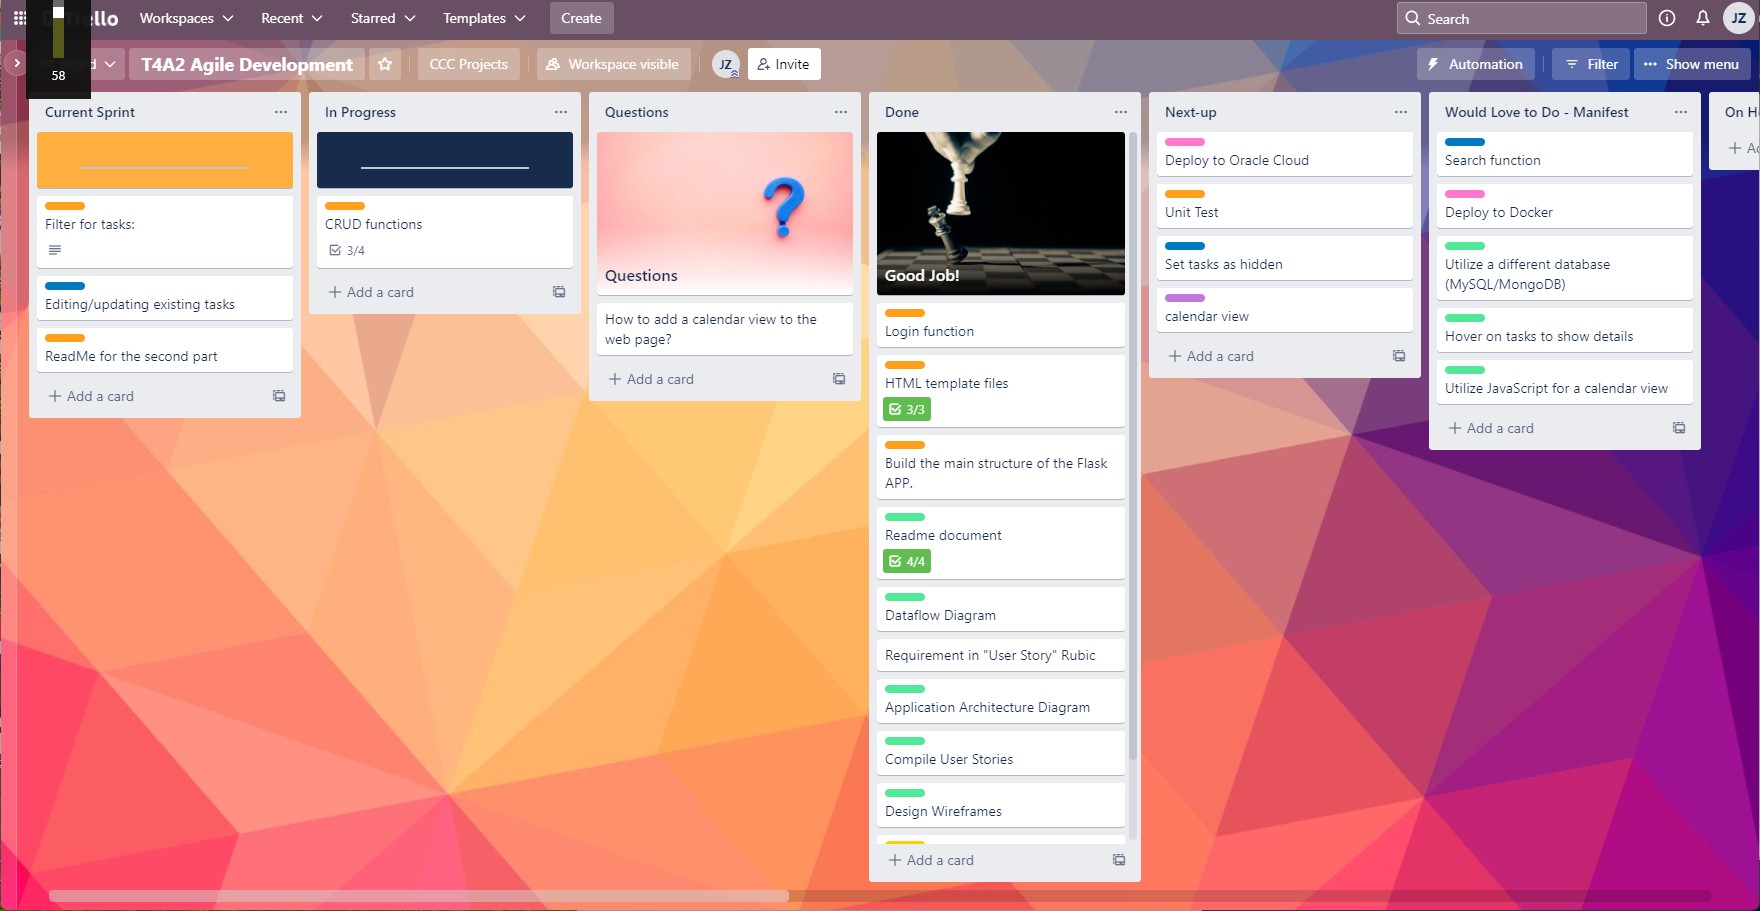 Workspaces
Recent
Starred
Templates
Create
Search
JZ
58
T4A2 Agile Development
CCC Projects
Workspace visible
JZ
Invite
Automation
Filter
Show menu
Current Sprint
Filter for tasks:
Editing/updating existing tasks
ReadMe for the second part
Add a card
In Progress
CRUD functions
3/4
Add a card
Questions
Questions
How to add a calendar view to the
web page?
Add a card
Done
Good Job!
Login function
HTML template files
3/3
Build the main structure of the Flask
APP.
Readme document
4/4
Dataflow Diagram
Requirement in "User Story" Rubic
Application Architecture Diagram
Compile User Stories
Design Wireframes
Add a card
Next-up
Deploy to Oracle Cloud
Unit Test
Set tasks as hidden
calendar view
Add a card
Would Love to Do - Manifest
Search function
Deploy to Docker
Utilize a different database
(MySQL/MongoDB)
Hover on tasks to show details
Utilize JavaScript for a calendar view
Add a card
On